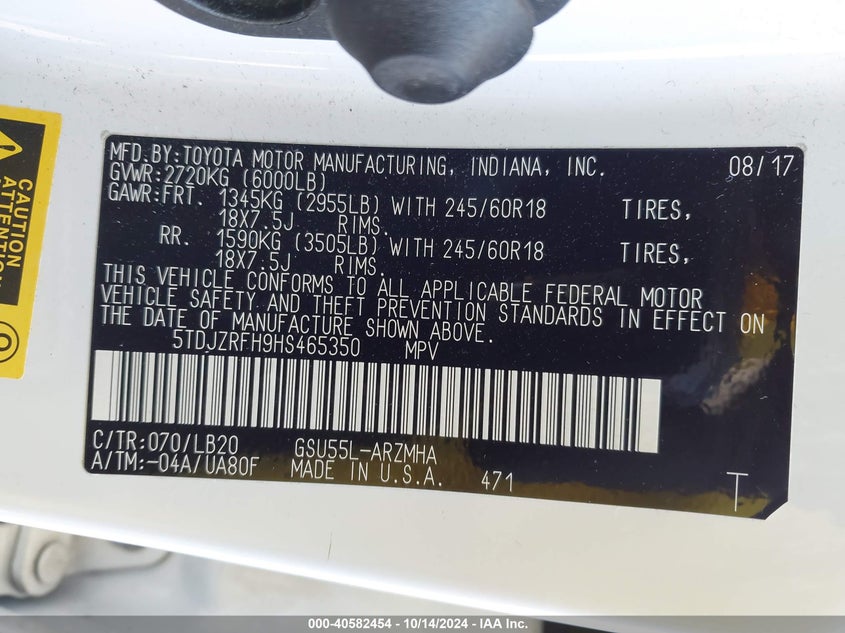 CAUTION
ATTENTION
MFD.BY:TOYOTA MOTOR MANUFACTURING, INDIANA, INC. 08/17
GVWR:2720KG (6000LB)
GAWR:FRT. 1345KG (2955LB) WITH 245/60R18 TIRES,
18X7.5J RIMS.
RR. 1590KG (3505LB) WITH 245/60R18 TIRES,
18X7.5J RIMS.
THIS VEHICLE CONFORMS TO ALL APPLICABLE FEDERAL MOTOR
VEHICLE SAFETY AND THEFT PREVENTION STANDARDS IN EFFECT ON
THE DATE OF MANUFACTURE SHOWN ABOVE.
5TDJZRFH9HS465350 MPV
C/TR:070/LB20 GSU55L-ARZMHA
A/TM:-04A/UA80F MADE IN U.S.A. 471 T
000-40582454 - 10/14/2024 - IAA Inc.